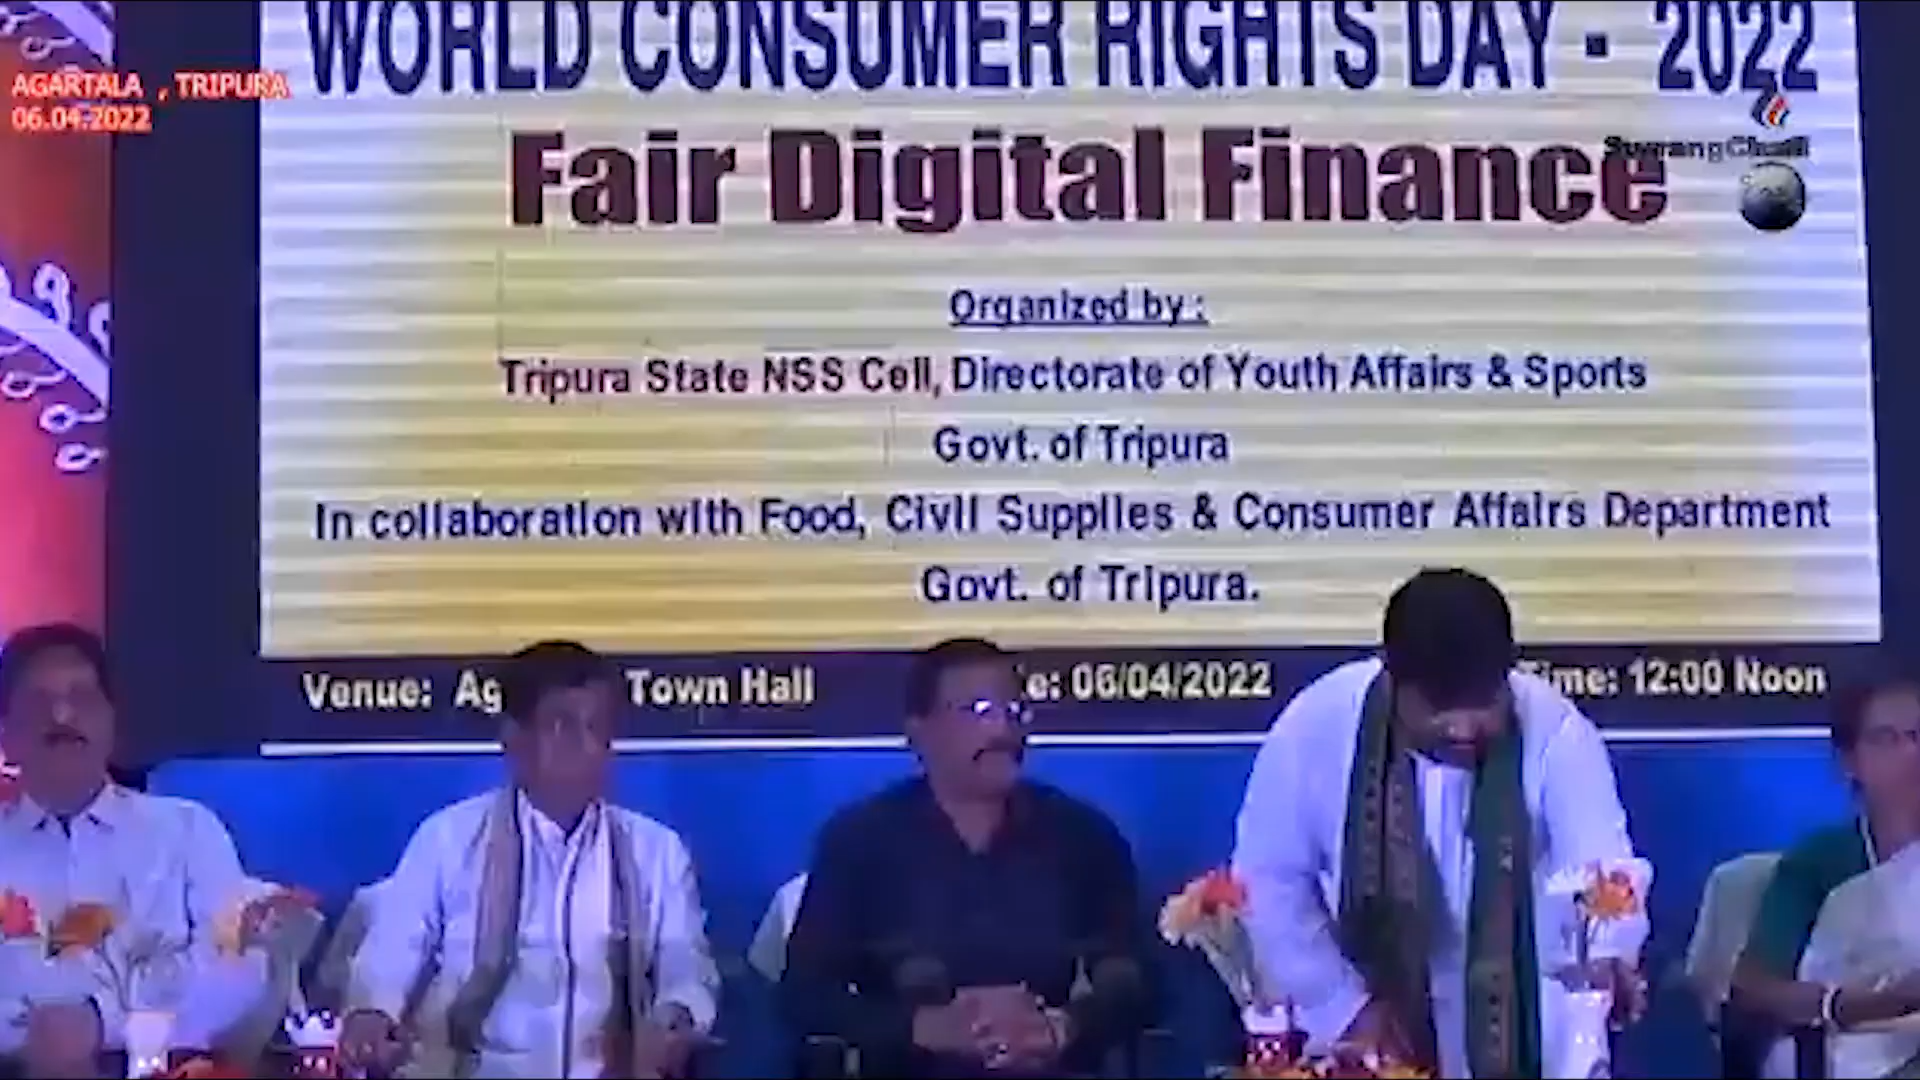 WORLD CONSUMER RIGHTS DAY - 2022
AGARTALA , TRIPURA
06.04.2022
Fair Digital Finance
Organized by :
Tripura State NSS Cell, Directorate of Youth Affairs & Sports
Govt. of Tripura
In collaboration with Food, Civil Supplies & Consumer Affairs Department
Govt. of Tripura.
Venue: Town Hall 06/04/2022 Time: 12:00 Noon